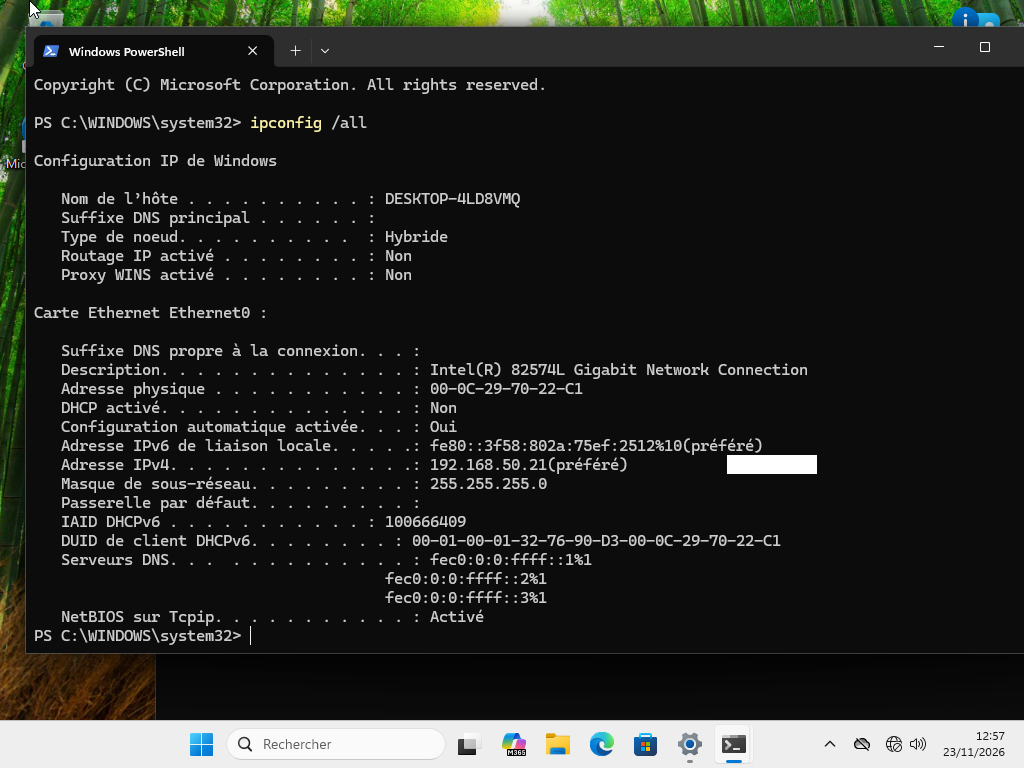 Windows PowerShell
Copyright (C) Microsoft Corporation. All rights reserved.
PS C:\WINDOWS\system32> ipconfig /all
Configuration IP de Windows
Nom de l’hôte . . . . . . . . . . : DESKTOP-4LD8VMQ
Suffixe DNS principal . . . . . . :
Type de noeud. . . . . . . . . .  : Hybride
Routage IP activé . . . . . . . . : Non
Proxy WINS activé . . . . . . . . : Non
Carte Ethernet Ethernet0 :
Suffixe DNS propre à la connexion. . . :
Description. . . . . . . . . . . . . . : Intel(R) 82574L Gigabit Network Connection
Adresse physique . . . . . . . . . . . : 00-0C-29-70-22-C1
DHCP activé. . . . . . . . . . . . . . : Non
Configuration automatique activée. . . : Oui
Adresse IPv6 de liaison locale. . . . .: fe80::3f58:802a:75ef:2512%10(préféré)
Adresse IPv4. . . . . . . . . . . . . .: 192.168.50.21(préféré)
Masque de sous-réseau. . . . . . . . . : 255.255.255.0
Passerelle par défaut. . . . . . . . . :
IAID DHCPv6 . . . . . . . . . . . : 100666409
DUID de client DHCPv6. . . . . . . . : 00-01-00-01-32-76-90-D3-00-0C-29-70-22-C1
Serveurs DNS. . .  . . . . . . . . . . : fec0:0:0:ffff::1%1
fec0:0:0:ffff::2%1
fec0:0:0:ffff::3%1
NetBIOS sur Tcpip. . . . . . . . . . . : Activé
PS C:\WINDOWS\system32>
Mic
Rechercher
M365
12:57
23/11/2026